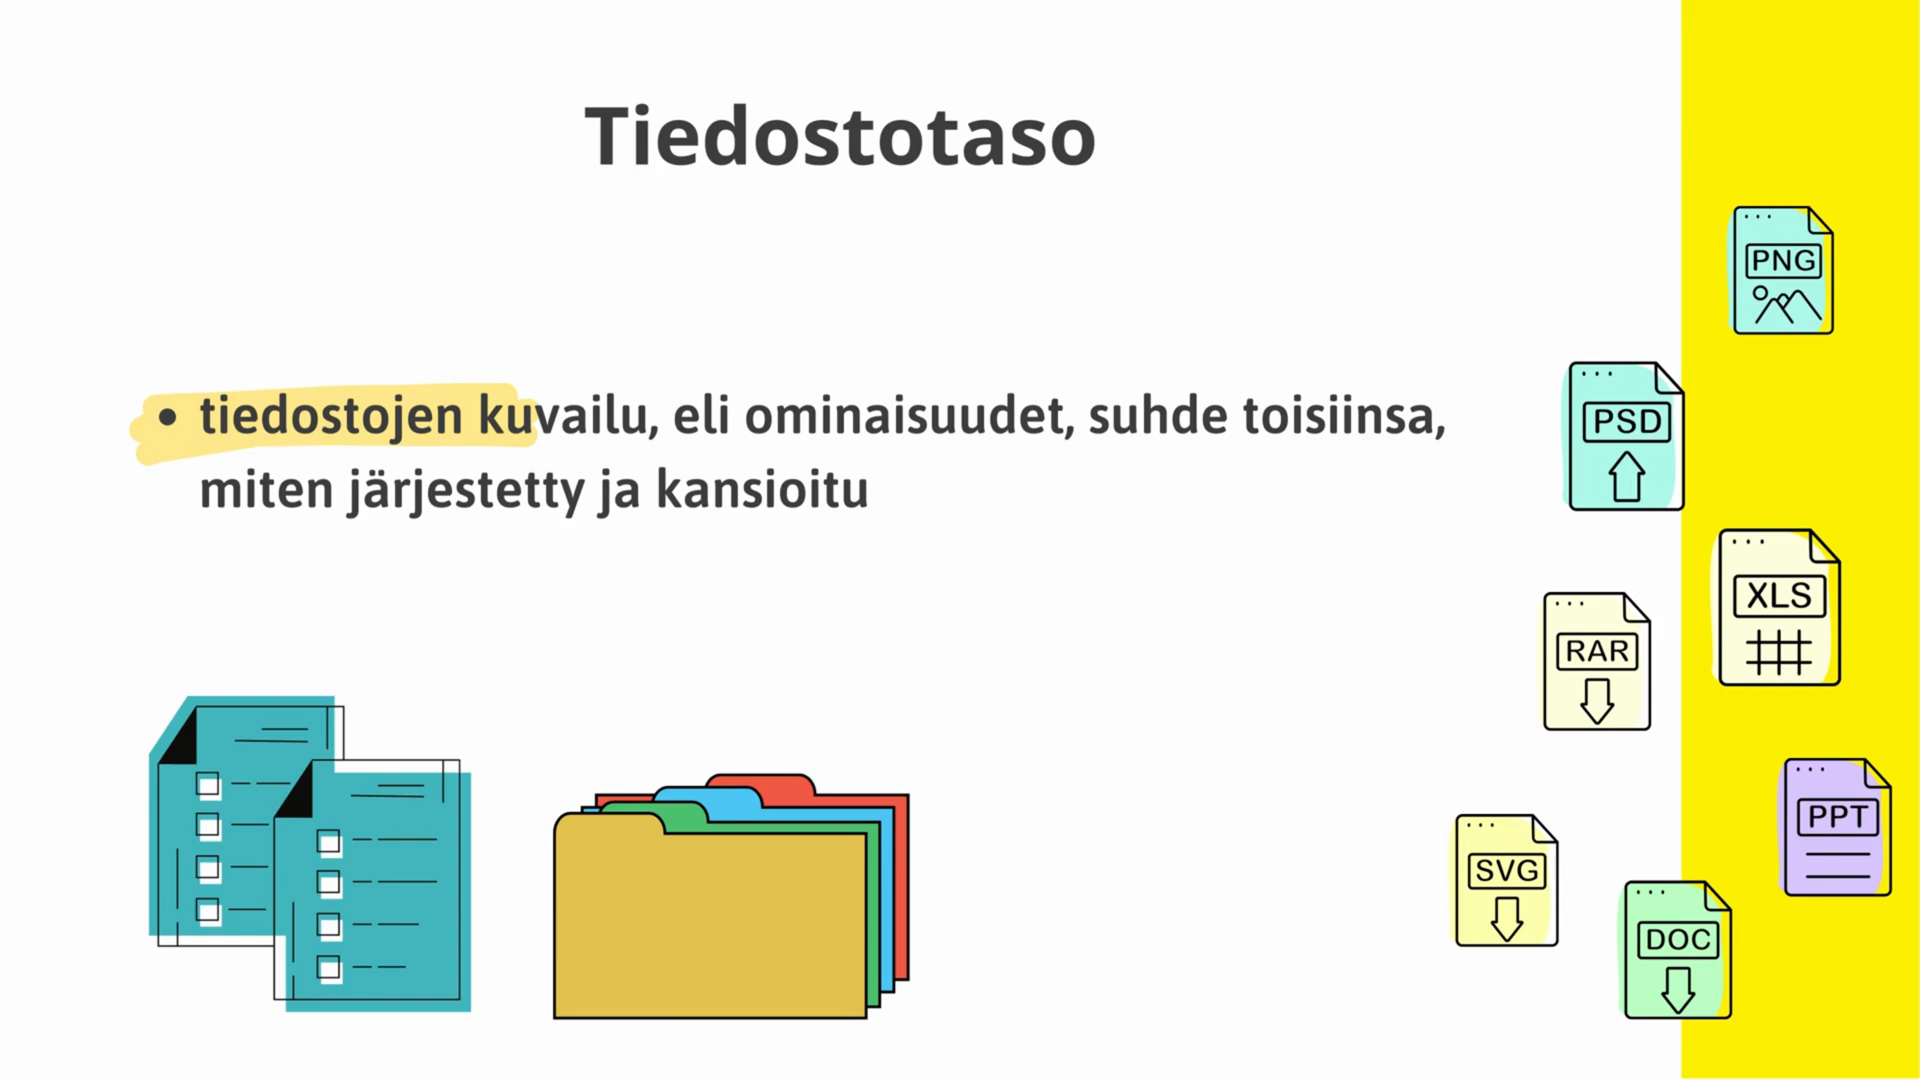 Tiedostotaso
• tiedostojen kuvailu, eli ominaisuudet, suhde toisiinsa,
miten järjestetty ja kansioitu
PNG
PSD
XLS
RAR
PPT
SVG
DOC